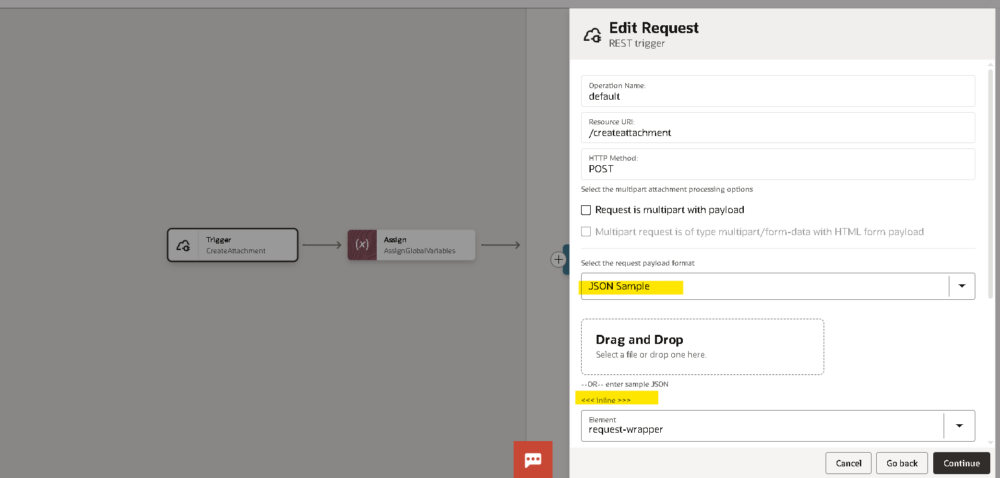 Edit Request
REST trigger
Operation Name:
default
Resource URI:
/createattachment
HTTP Method:
POST
Select the multipart attachment processing options
Request is multipart with payload
Multipart request is of type multipart/form-data with HTML form payload
Trigger
CreateAttachment
(x)
Assign
AssignGlobalVariables
Select the request payload format
JSON Sample
Drag and Drop
Select a file or drop one here.
--OR-- enter sample JSON
<<< inline >>>
Element
request-wrapper
Cancel
Go back
Continue